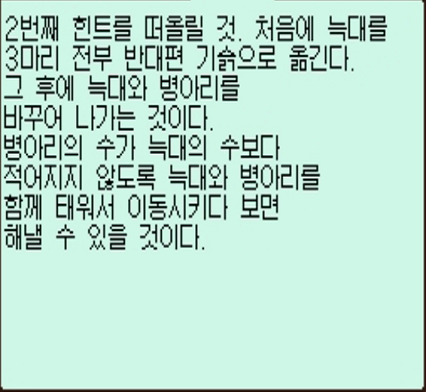 2번째 힌트를 떠올릴 것. 처음에 늑대를
3마리 전부 반대편 기슭으로 옮긴다.
그 후에 늑대와 병아리를
바꾸어 나가는 것이다.
병아리의 수가 늑대의 수보다
적어지지 않도록 늑대와 병아리를
함께 태워서 이동시키다 보면
해낼 수 있을 것이다.